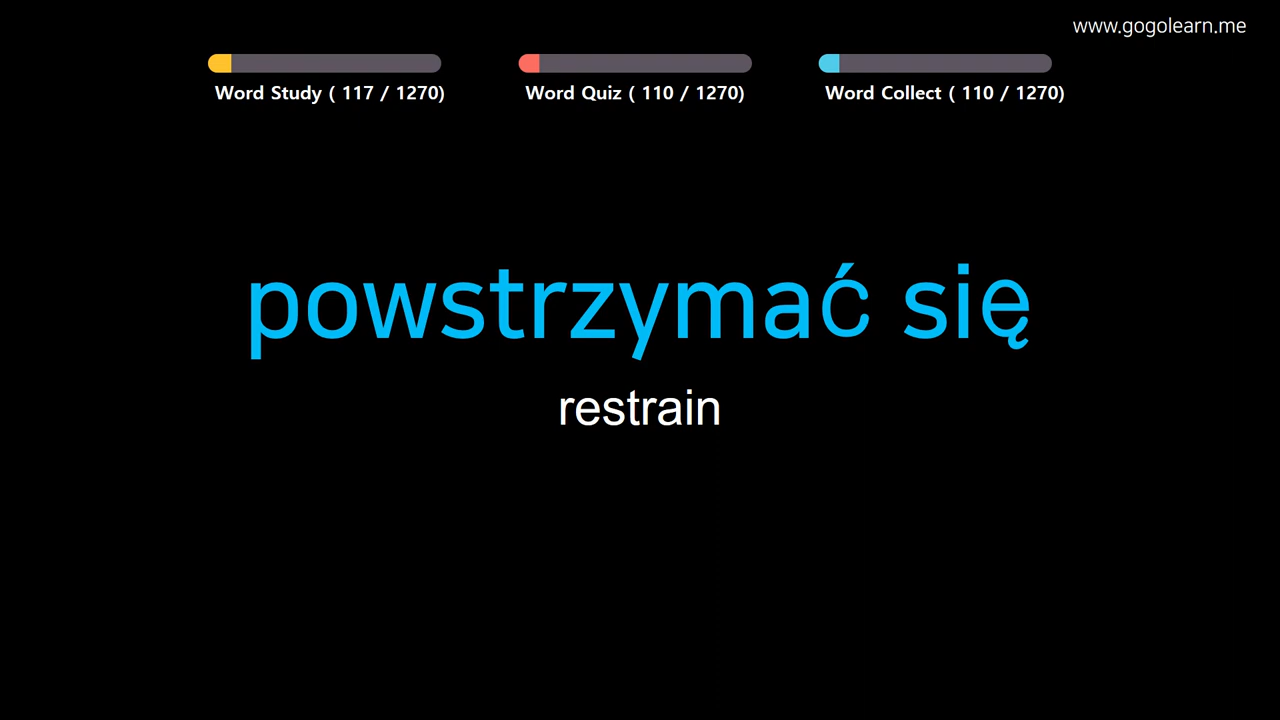 www.gogolearn.me
Word Study ( 117 / 1270)
Word Quiz ( 110 / 1270)
Word Collect ( 110 / 1270)
powstrzymać się
restrain